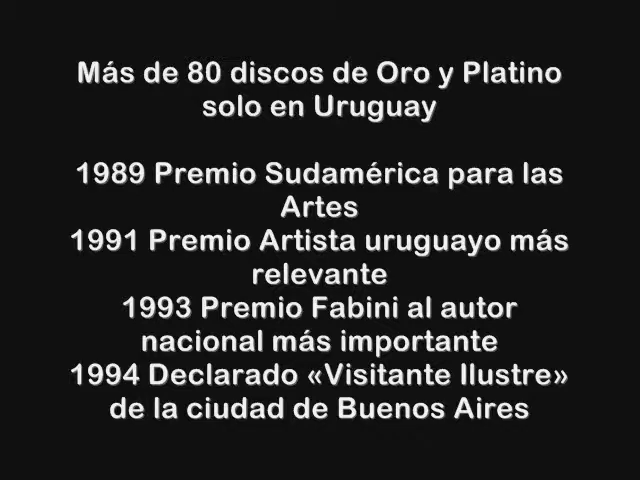 Más de 80 discos de Oro y Platino
solo en Uruguay
1989 Premio Sudamérica para las
Artes
1991 Premio Artista uruguayo más
relevante
1993 Premio Fabini al autor
nacional más importante
1994 Declarado «Visitante Ilustre»
de la ciudad de Buenos Aires